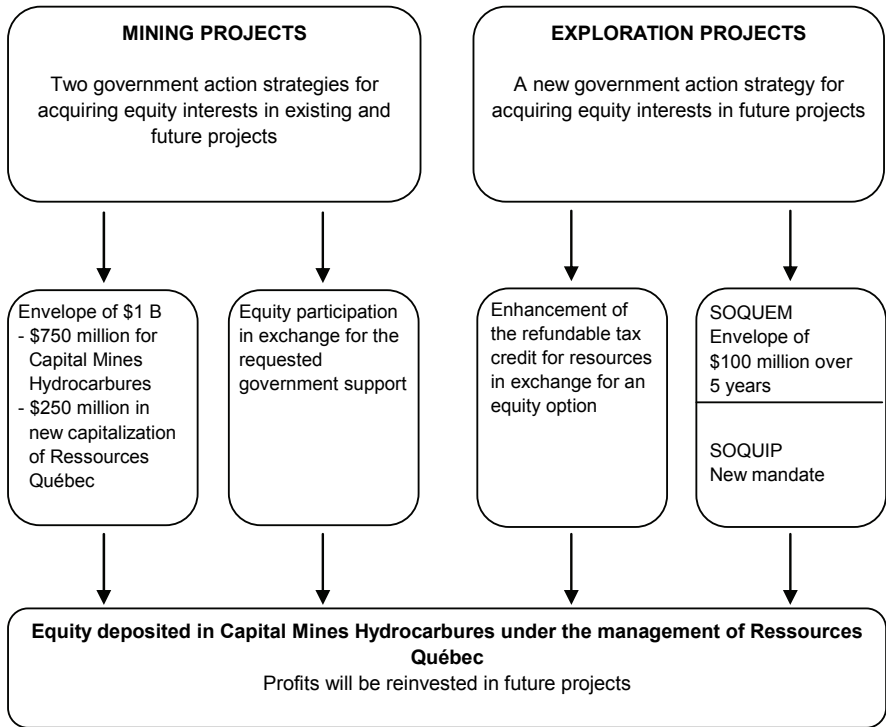 MINING PROJECTS
Two government action strategies for
acquiring equity interests in existing and
future projects
EXPLORATION PROJECTS
A new government action strategy for
acquiring equity interests in future projects
Envelope of $1 B
- $750 million for
Capital Mines
Hydrocarbures
- $250 million in
new capitalization
of Ressources
Québec
Equity participation
in exchange for the
requested
government support
Enhancement of
the refundable tax
credit for resources
in exchange for an
equity option
SOQUEM
Envelope of
$100 million over
5 years
SOQUIP
New mandate
Equity deposited in Capital Mines Hydrocarbures under the management of Ressources
Québec
Profits will be reinvested in future projects